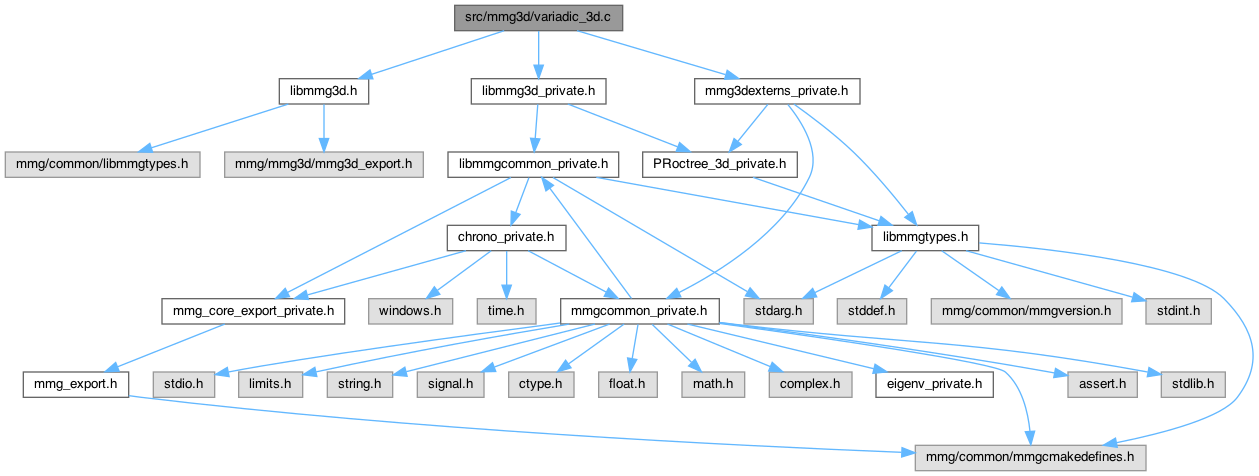 src/mmg3d/variadic_3d.c
libmmg3d.h
libmmg3d_private.h
mmg3dexterns_private.h
mmg/common/libmmgtypes.h
mmg/mmg3d/mmg3d_export.h
libmmgcommon_private.h
PRoctree_3d_private.h
chrono_private.h
libmmgtypes.h
mmg_core_export_private.h
windows.h
time.h
mmgcommon_private.h
stdarg.h
stddef.h
mmg/common/mmgversion.h
stdint.h
mmg_export.h
stdio.h
limits.h
string.h
signal.h
ctype.h
float.h
math.h
complex.h
eigenv_private.h
assert.h
stdlib.h
mmg/common/mmgcmakedefines.h